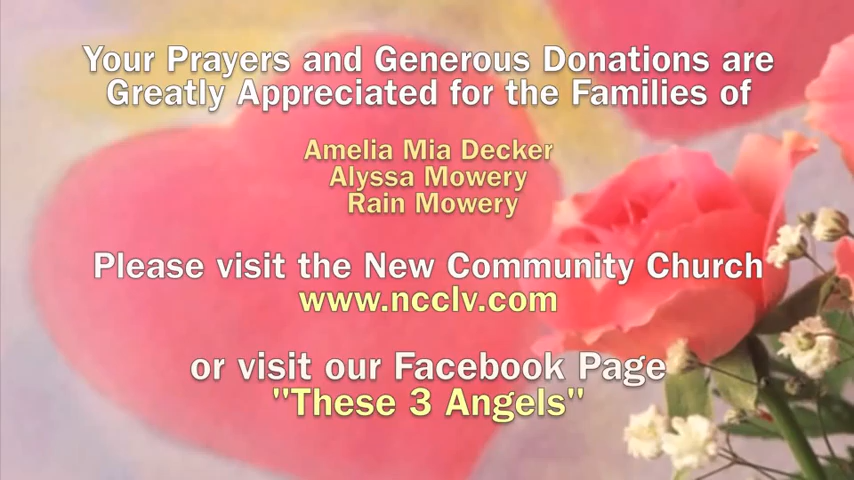 Your Prayers and Generous Donations are
Greatly Appreciated for the Families of
Amelia Mia Decker
Alyssa Mowery
Rain Mowery
Please visit the New Community Church
www.ncclv.com
or visit our Facebook Page
"These 3 Angels"